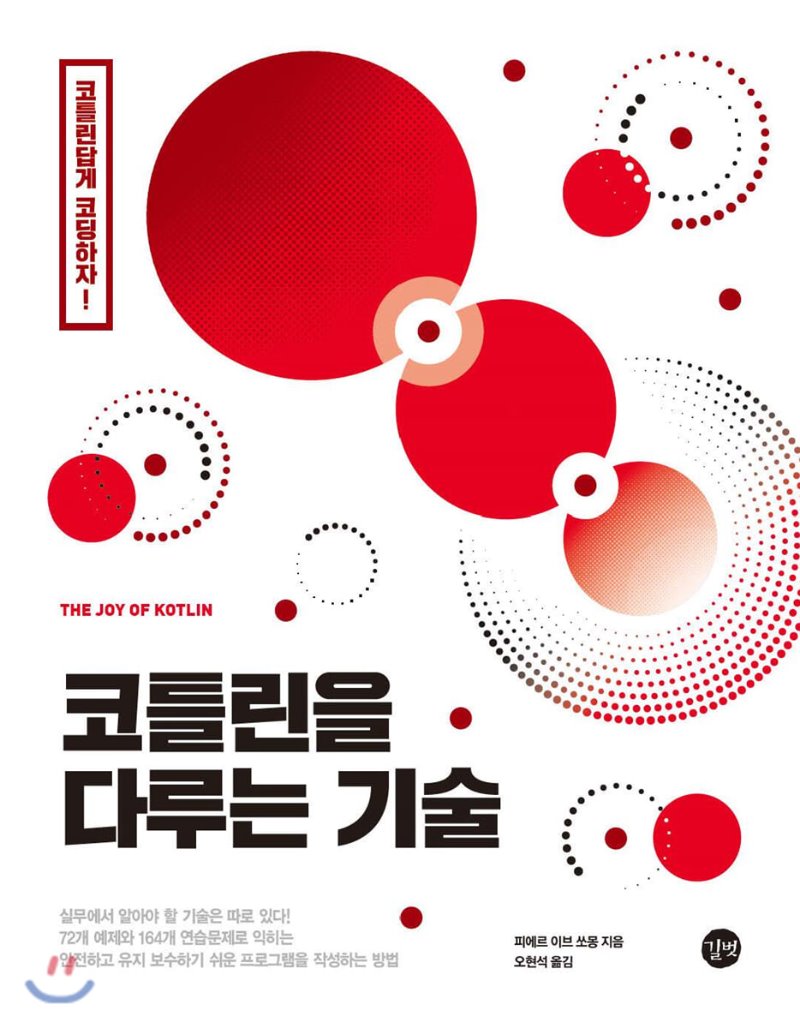 코틀린답게 코딩하자!
THE JOY OF KOTLIN
코틀린을
다루는 기술
실무에서 알아야 할 기술은 따로 있다!
72개 예제와 164개 연습문제로 익히는
안전하고 유지 보수하기 쉬운 프로그램을 작성하는 방법
피에르 이브 쏘몽 지음
오현석 옮김
길벗